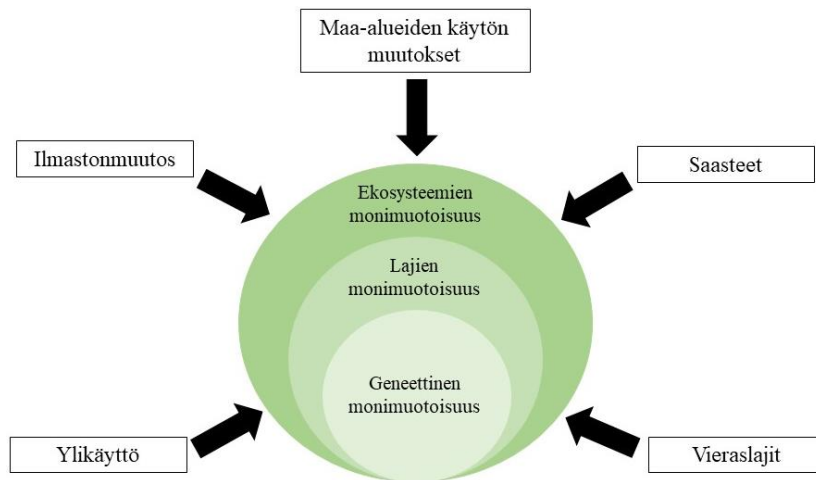 Maa-alueiden käytön
muutokset
Ilmastonmuutos
Saasteet
Ekosysteemien
monimuotoisuus
Lajien
monimuotoisuus
Geneettinen
monimuotoisuus
Ylikäyttö
Vieraslajit